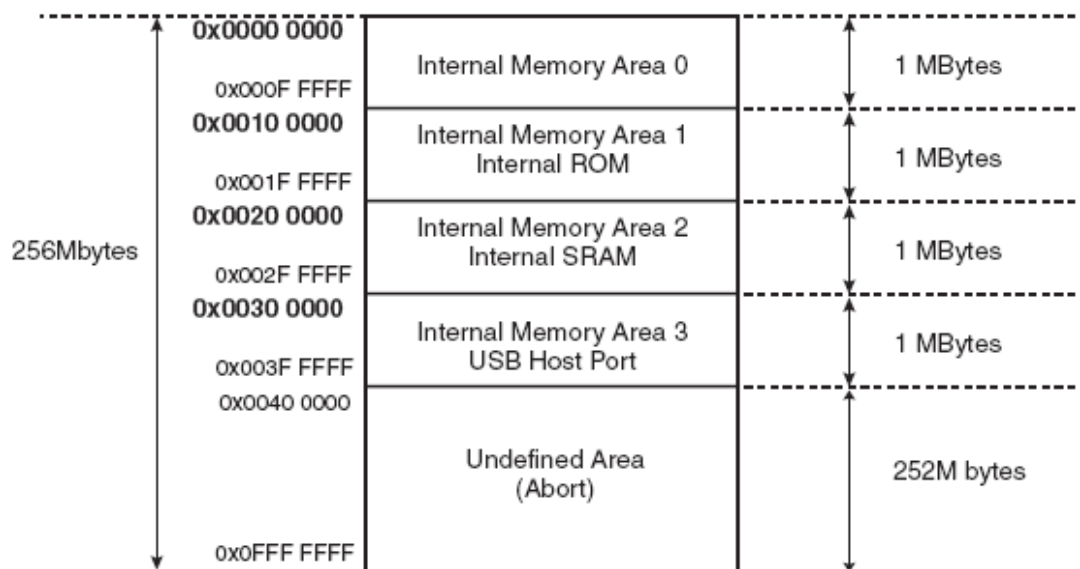 0x0000 0000
Internal Memory Area 0
1 MBytes
0x000F FFFF
0x0010 0000
Internal Memory Area 1
Internal ROM
1 MBytes
0x001F FFFF
0x0020 0000
Internal Memory Area 2
Internal SRAM
1 MBytes
256Mbytes
0x002F FFFF
0x0030 0000
Internal Memory Area 3
USB Host Port
1 MBytes
0x003F FFFF
0x0040 0000
Undefined Area
(Abort)
252M bytes
0x0FFF FFFF